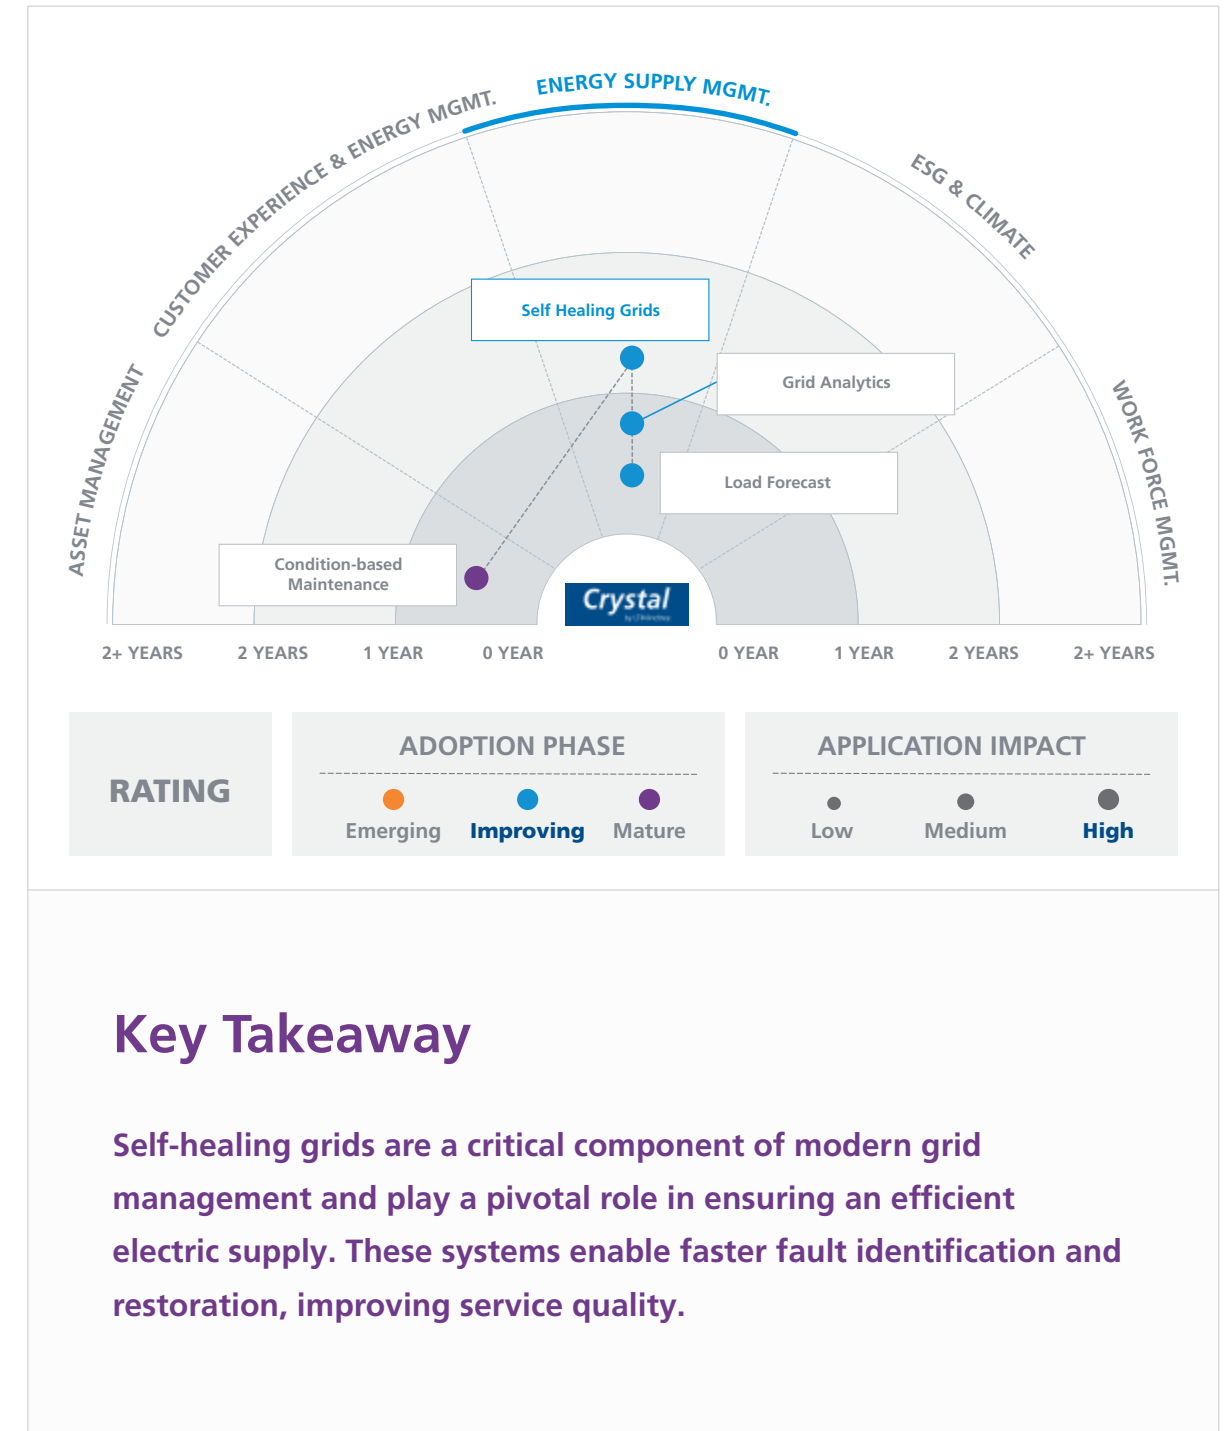 ENERGY SUPPLY MGMT.
CUSTOMER EXPERIENCE & ENERGY MGMT.
ESG & CLIMATE
ASSET MANAGEMENT
WORK FORCE MGMT.
Self Healing Grids
Grid Analytics
Load Forecast
Condition-based
Maintenance
Crystal
2+ YEARS 2 YEARS 1 YEAR 0 YEAR 0 YEAR 1 YEAR 2 YEARS 2+ YEARS
RATING
ADOPTION PHASE
Emerging Improving Mature
APPLICATION IMPACT
Low Medium High
Key Takeaway
Self-healing grids are a critical component of modern grid
management and play a pivotal role in ensuring an efficient
electric supply. These systems enable faster fault identification and
restoration, improving service quality.